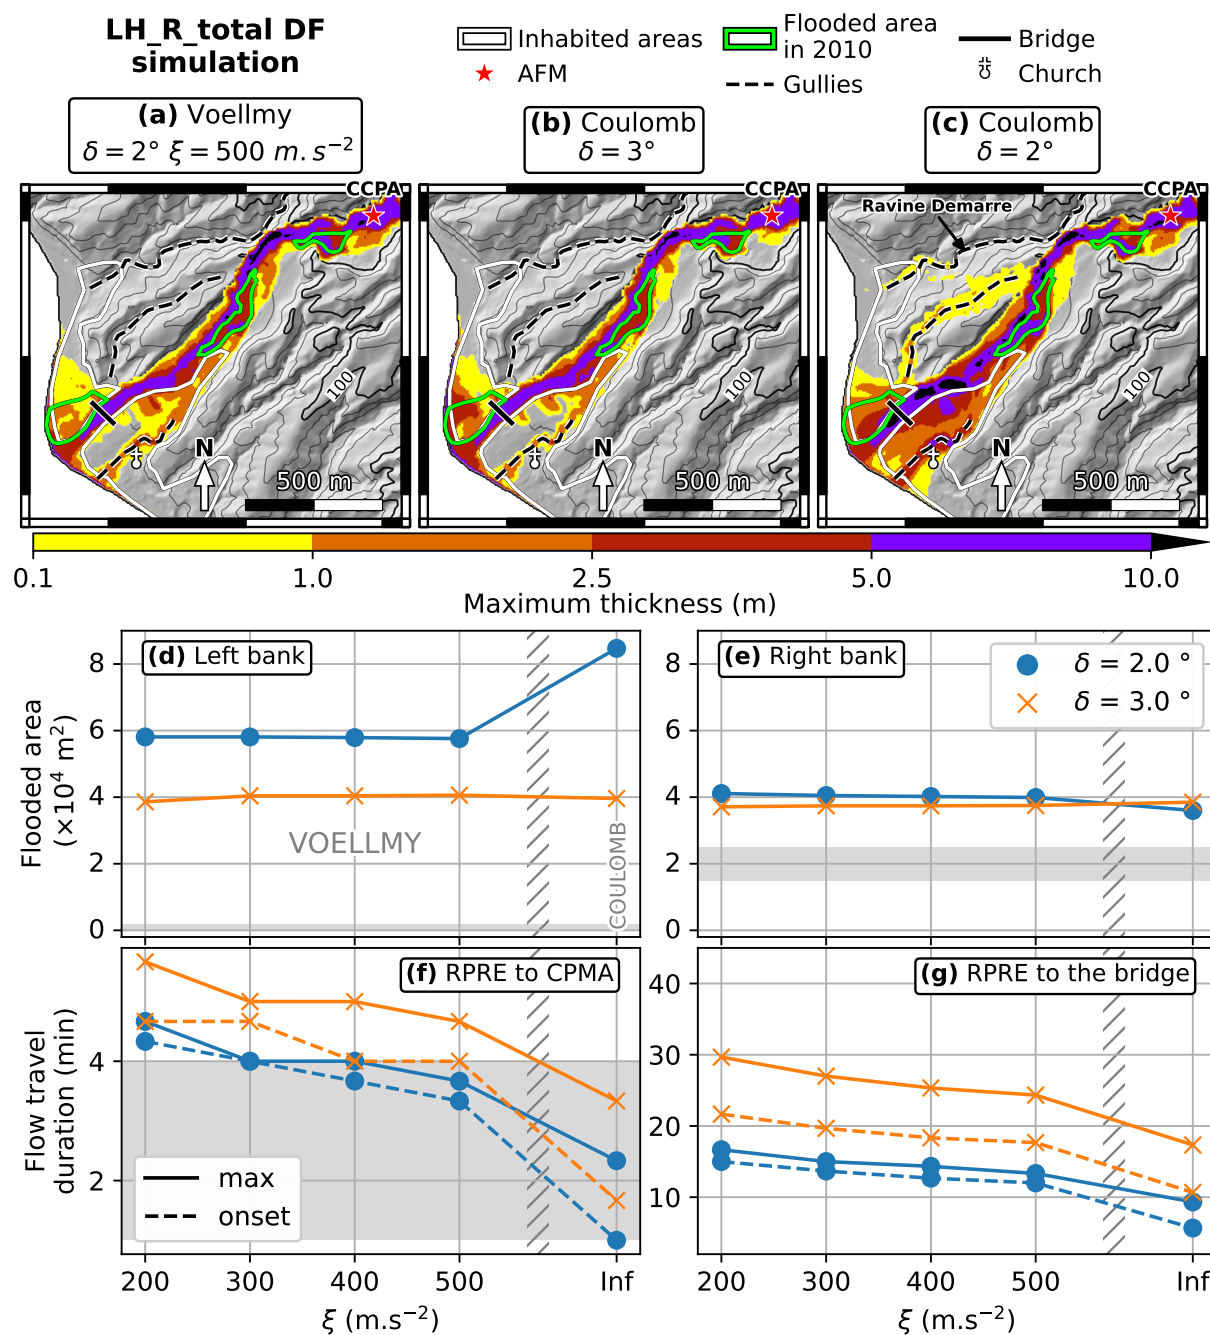 LH_R_total DF
simulation
Inhabited areas
AFM
Flooded area
in 2010
Gullies
Bridge
Church
(a) Voellmy
δ = 2° ξ = 500 m.s⁻²
(b) Coulomb
δ = 3°
(c) Coulomb
δ = 2°
CCPA
100
N
500 m
CCPA
100
N
500 m
CCPA
Ravine Demarre
100
N
500 m
0.1 1.0 2.5 5.0 10.0
Maximum thickness (m)
(d) Left bank
Flooded area
(×10⁴ m²)
8
6
4
2
0
VOELLMY
COULOMB
(e) Right bank
δ = 2.0 °
δ = 3.0 °
8
6
4
2
0
(f) RPRE to CPMA
Flow travel
duration (min)
4
2
max
onset
200 300 400 500 Inf
ξ (m.s⁻²)
(g) RPRE to the bridge
40
30
20
10
200 300 400 500 Inf
ξ (m.s⁻²)